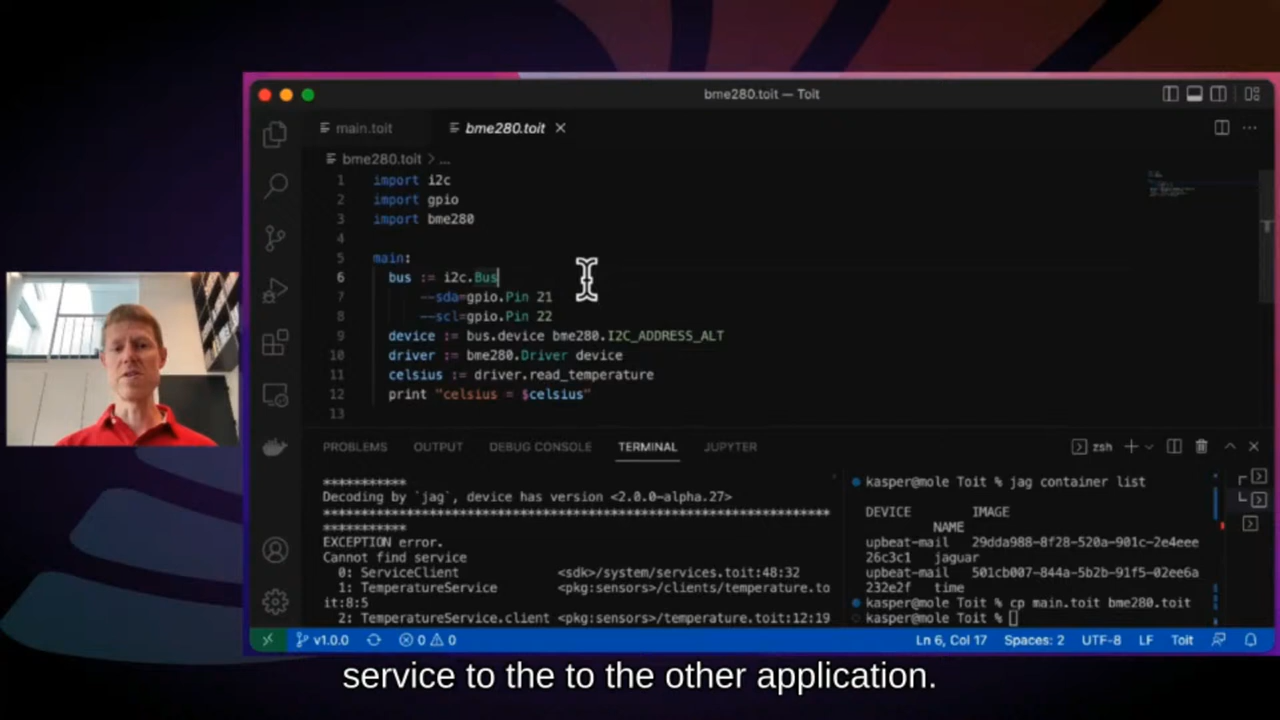 bme280.toit — Toit
main.toit
bme280.toit
bme280.toit > ...
1 import i2c
2 import gpio
3 import bme280
4
5 main:
6 bus := i2c.Bus
7 --sda=gpio.Pin 21
8 --scl=gpio.Pin 22
9 device := bus.device bme280.I2C_ADDRESS_ALT
10 driver := bme280.Driver device
11 celsius := driver.read_temperature
12 print "celsius = $celsius"
13
PROBLEMS OUTPUT DEBUG CONSOLE TERMINAL JUPYTER
zsh
***********
Decoding by `jag`, device has version <2.0.0-alpha.27>
******************************************************************
***********
EXCEPTION error.
Cannot find service
0: ServiceClient <sdk>/system/services.toit:48:32
1: TemperatureService <pkg:sensors>/clients/temperature.to
it:8:5
2: TemperatureService.client <pkg:sensors>/temperature.toit:12:19
kasper@mole Toit % jag container list
DEVICE IMAGE
NAME
upbeat-mail 29dda988-8f28-520a-901c-2e4eee
26c3c1 jaguar
upbeat-mail 501cb007-844a-5b2b-91f5-02ee6a
232e2f time
kasper@mole Toit % cp main.toit bme280.toit
kasper@mole Toit %
v1.0.0 0 0 Ln 6, Col 17 Spaces: 2 UTF-8 LF Toit
service to the to the other application.